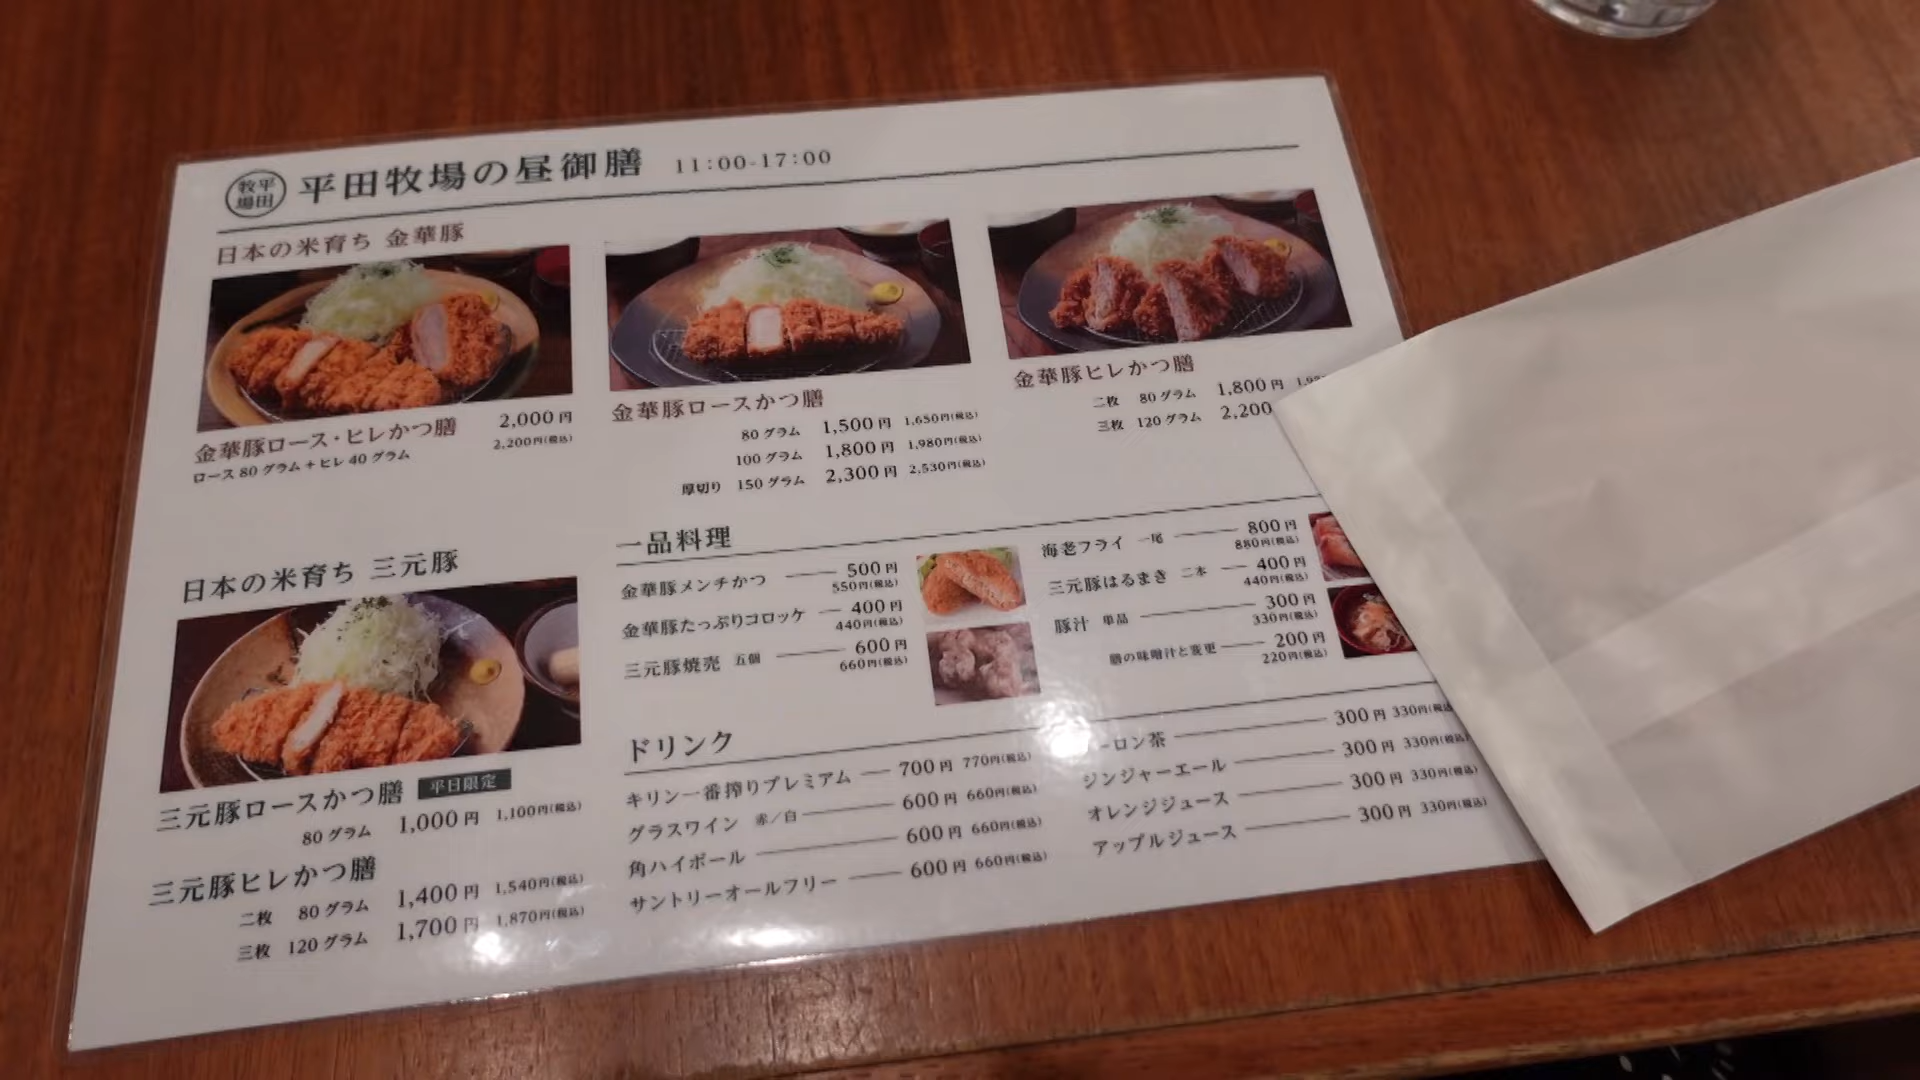 平田牧場
平田牧場の昼御膳 11:00-17:00
日本の米育ち 金華豚
金華豚ロース・ヒレかつ膳 2,000円
ロース80グラム+ヒレ40グラム 2,200円(税込)
金華豚ロースかつ膳
80グラム 1,500円 1,650円(税込)
100グラム 1,800円 1,980円(税込)
厚切り 150グラム 2,300円 2,530円(税込)
金華豚ヒレかつ膳
二枚 80グラム 1,800円
三枚 120グラム 2,200
日本の米育ち 三元豚
三元豚ロースかつ膳 平日限定
80グラム 1,000円 1,100円(税込)
三元豚ヒレかつ膳
二枚 80グラム 1,400円 1,540円(税込)
三枚 120グラム 1,700円 1,870円(税込)
一品料理
金華豚メンチかつ 500円
550円(税込)
金華豚たっぷりコロッケ 400円
440円(税込)
三元豚焼売 五個 600円
660円(税込)
海老フライ 一尾 800円
880円(税込)
三元豚はるまき 二本 400円
440円(税込)
豚汁 単品 300円
330円(税込)
膳の味噌汁と変更 200円
220円(税込)
ドリンク
キリン一番搾りプレミアム 700円 770円(税込)
グラスワイン 赤/白 600円 660円(税込)
角ハイボール 600円 660円(税込)
サントリーオールフリー 600円 660円(税込)
ーロン茶 300円 330円(税込
ジンジャーエール 300円 330円(税込)
オレンジジュース 300円 330円(税込)
アップルジュース 300円 330円(税込)